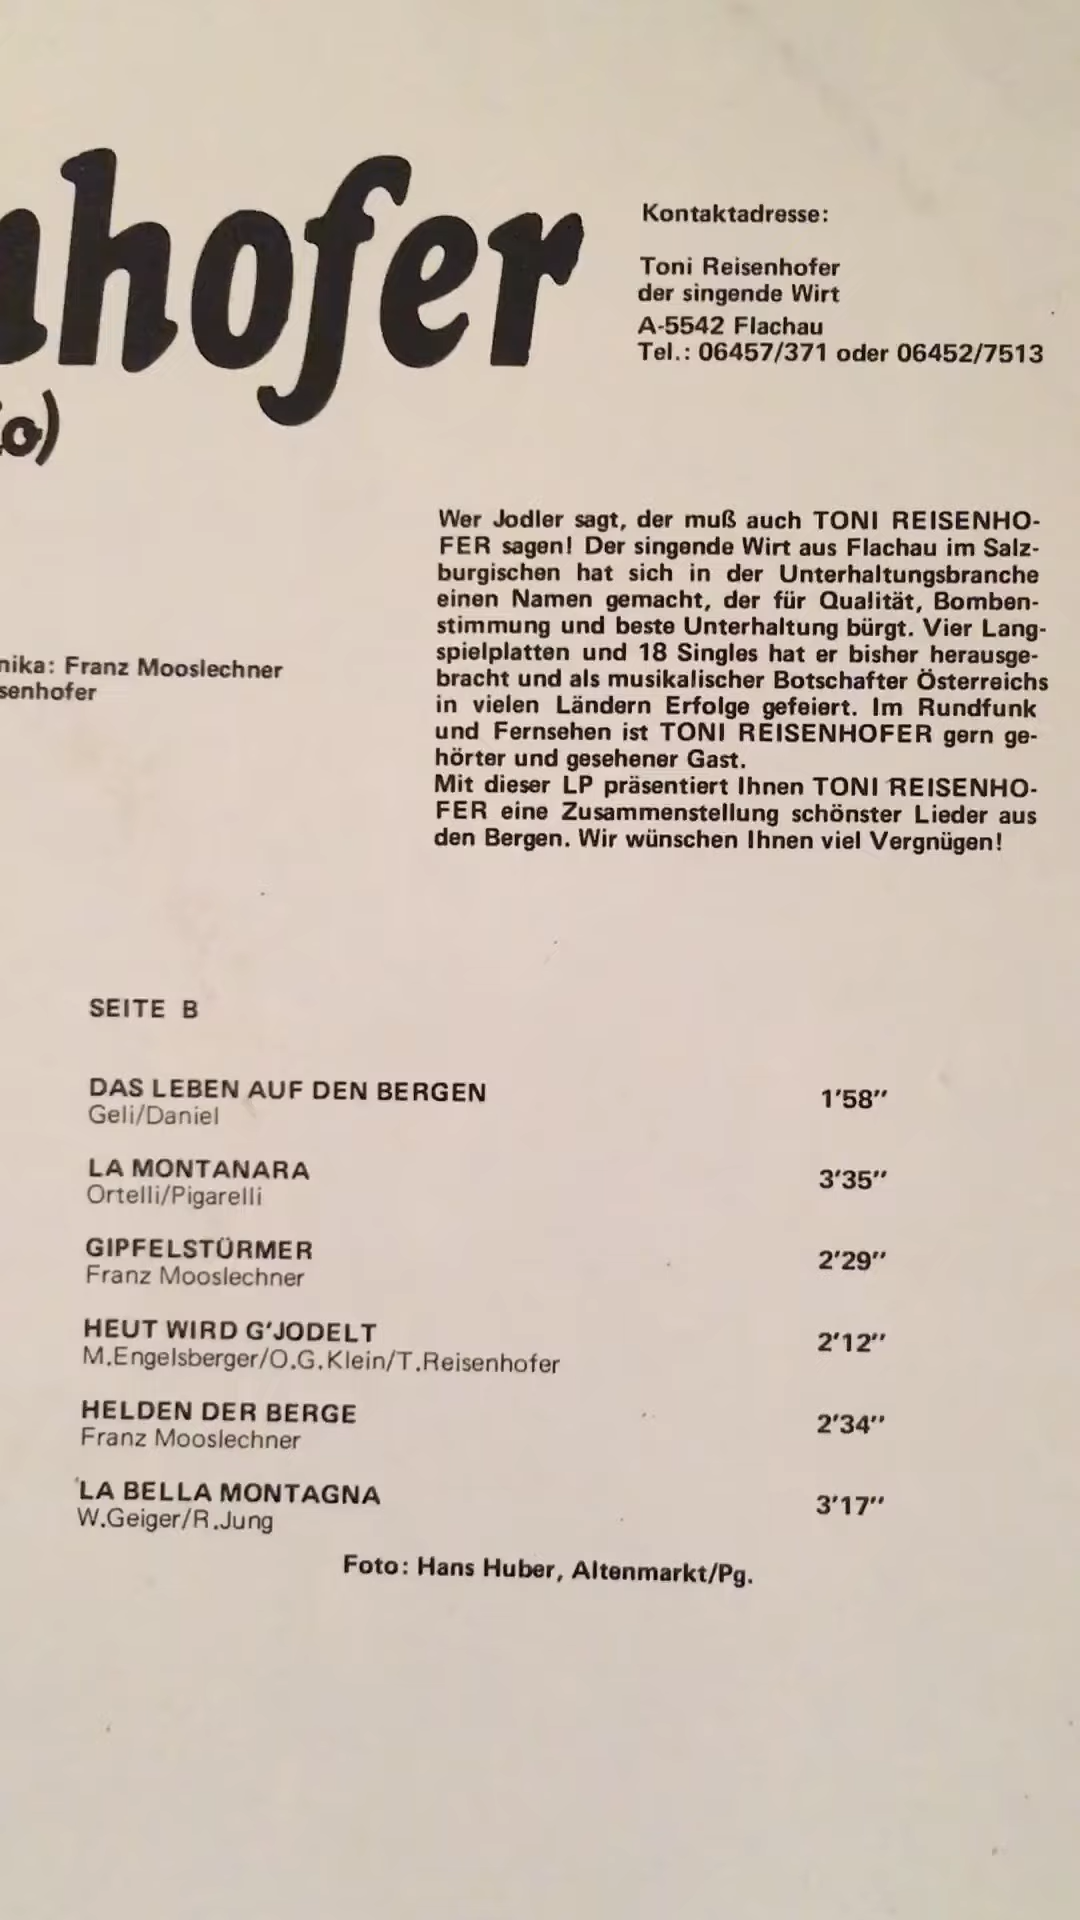 nhofer
Kontaktadresse:
Toni Reisenhofer
der singende Wirt
A-5542 Flachau
Tel.: 06457/371 oder 06452/7513
io)
Wer Jodler sagt, der muß auch TONI REISENHO-
FER sagen! Der singende Wirt aus Flachau im Salz-
burgischen hat sich in der Unterhaltungsbranche
einen Namen gemacht, der für Qualität, Bomben-
stimmung und beste Unterhaltung bürgt. Vier Lang-
spielplatten und 18 Singles hat er bisher herausge-
bracht und als musikalischer Botschafter Österreichs
in vielen Ländern Erfolge gefeiert. Im Rundfunk
und Fernsehen ist TONI REISENHOFER gern ge-
hörter und gesehener Gast.
Mit dieser LP präsentiert Ihnen TONI REISENHO-
FER eine Zusammenstellung schönster Lieder aus
den Bergen. Wir wünschen Ihnen viel Vergnügen!
nika: Franz Mooslechner
senhofer
SEITE B
DAS LEBEN AUF DEN BERGEN 1'58"
Geli/Daniel
LA MONTANARA 3'35"
Ortelli/Pigarelli
GIPFELSTÜRMER 2'29"
Franz Mooslechner
HEUT WIRD G'JODELT 2'12"
M.Engelsberger/O.G.Klein/T.Reisenhofer
HELDEN DER BERGE 2'34"
Franz Mooslechner
LA BELLA MONTAGNA 3'17"
W.Geiger/R.Jung
Foto: Hans Huber, Altenmarkt/Pg.